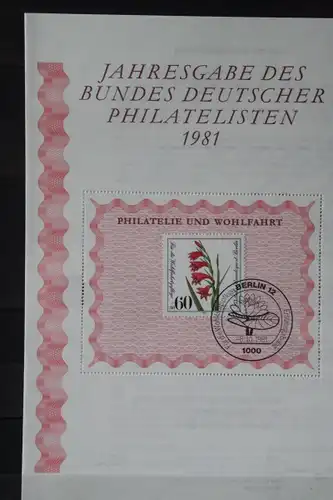 JAHRESGABE DES
BUNDES DEUTSCHER
PHILATELISTEN
1981
PHILATELIE UND WOHLFAHRT
60
BERLIN 12
1000